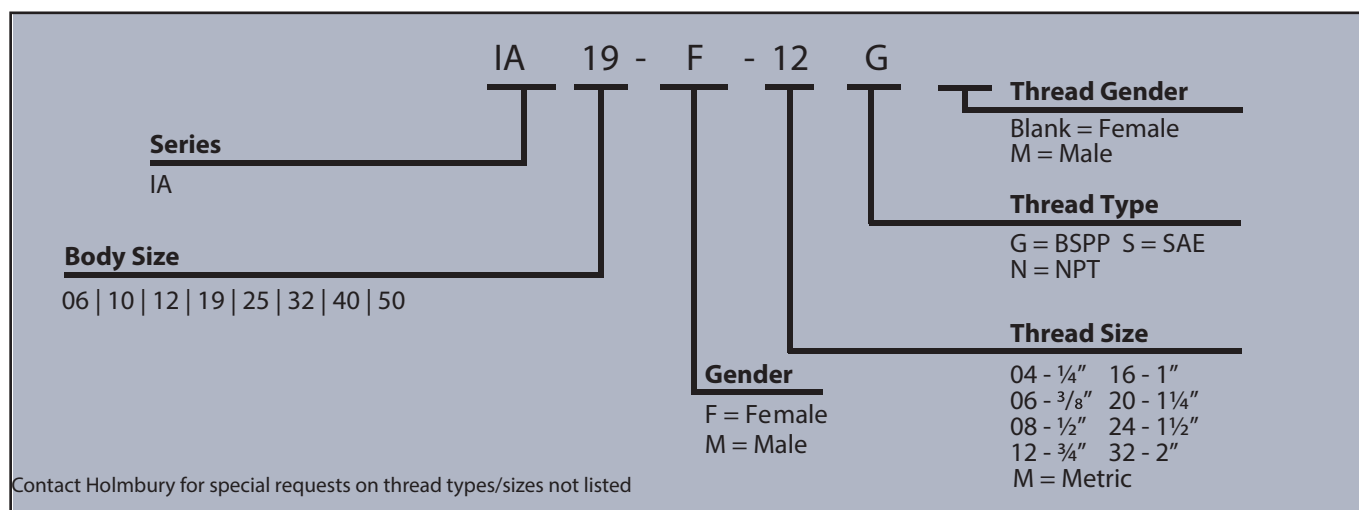 IA 19 - F - 12 G
Thread Gender
Blank = Female
M = Male
Series
IA
Thread Type
G = BSPP S = SAE
N = NPT
Body Size
06 | 10 | 12 | 19 | 25 | 32 | 40 | 50
Thread Size
04 - ¼” 16 - 1”
06 - ³/₈” 20 - 1¼”
08 - ½” 24 - 1½”
12 - ¾” 32 - 2”
M = Metric
Gender
F = Female
M = Male
Contact Holmbury for special requests on thread types/sizes not listed